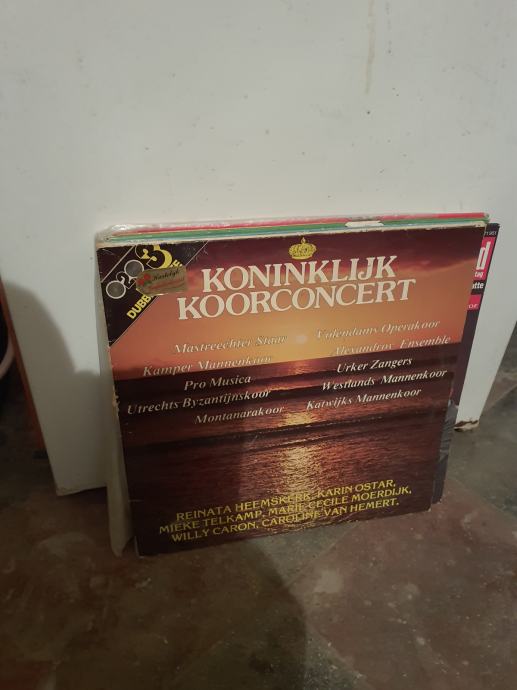 KONINKLIJK
KOORCONCERT
Mastreechter Staar
Volendams Operakoor
Kamper Mannenkoor
Alexandrov Ensemble
Pro Musica
Urker Zangers
Utrechts Byzantijnskoor
Westlands Mannenkoor
Montanarakoor
Katwijks Mannenkoor
REINATA HEEMSKERK, KARIN OSTAR,
MIEKE TELKAMP, MARIE CECILE MOERDIJK,
WILLY CARON, CAROLINE VAN HEMERT.